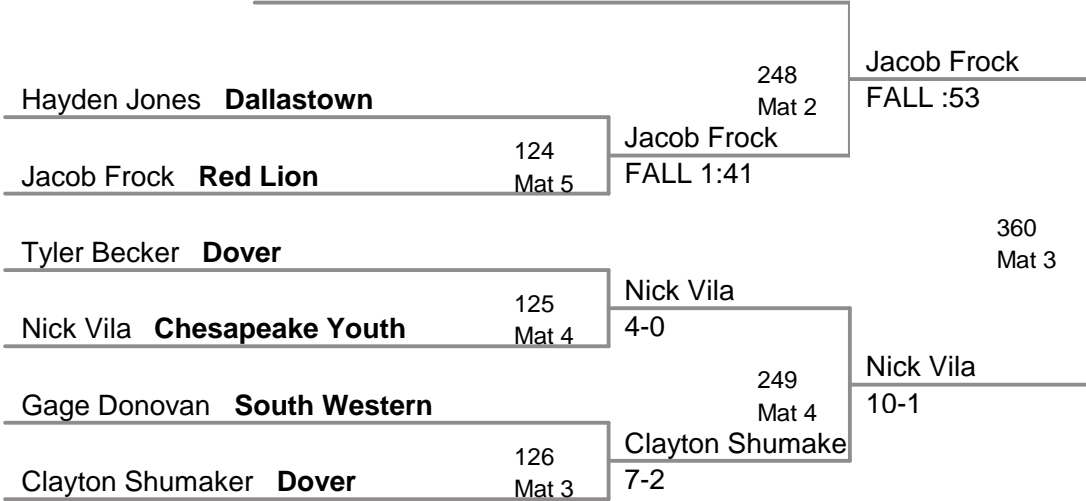 Jacob Frock
248
Mat 2
FALL :53
Hayden Jones Dallastown
Jacob Frock
124
Mat 5
FALL 1:41
Jacob Frock Red Lion
360
Mat 3
Tyler Becker Dover
Nick Vila
125
Mat 4
4-0
Nick Vila Chesapeake Youth
Nick Vila
249
Mat 4
10-1
Gage Donovan South Western
Clayton Shumake
126
Mat 3
7-2
Clayton Shumaker Dover